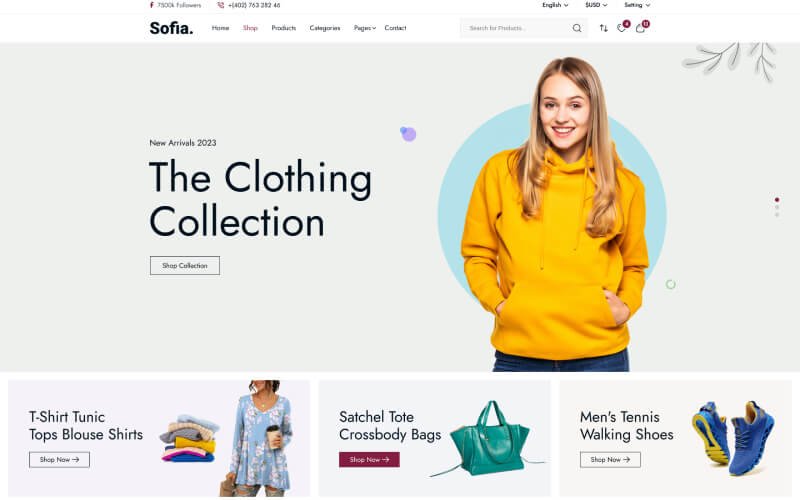 7500k Followers
+(402) 763 282 46
English
$USD
Setting
Sofia.
Home
Shop
Products
Categories
Pages
Contact
Search for Products...
4
12
New Arrivals 2023
The Clothing
Collection
Shop Collection
T-Shirt Tunic
Tops Blouse Shirts
Shop Now
Satchel Tote
Crossbody Bags
Shop Now
Men's Tennis
Walking Shoes
Shop Now